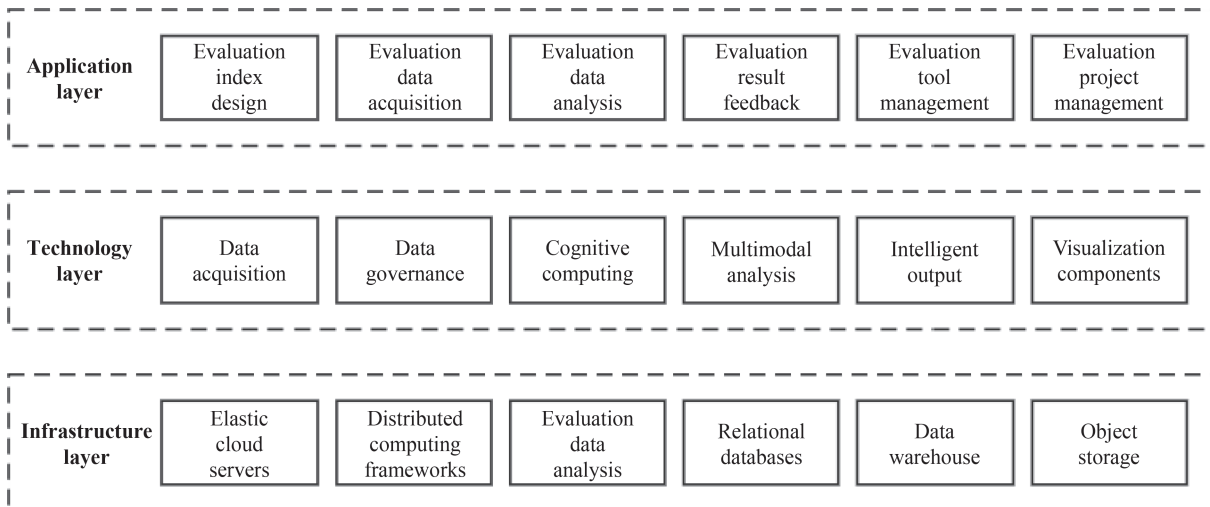 Application
layer
Evaluation
index
design
Evaluation
data
acquisition
Evaluation
data
analysis
Evaluation
result
feedback
Evaluation
tool
management
Evaluation
project
management
Technology
layer
Data
acquisition
Data
governance
Cognitive
computing
Multimodal
analysis
Intelligent
output
Visualization
components
Infrastructure
layer
Elastic
cloud
servers
Distributed
computing
frameworks
Evaluation
data
analysis
Relational
databases
Data
warehouse
Object
storage